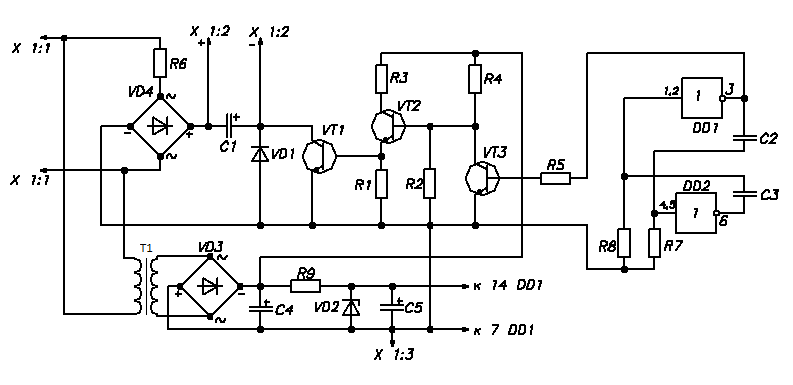 X 1:2
X 1:2
+
-
X 1:1
R6
R3
R4
VD4
~
1,2
1
3
VT2
-
+
C1
+
VT1
DD1
C2
VD1
VT3
~
R5
X 1:1
R1
R2
DD2
C3
4,5
1
6
T1
VD3
~
R8
R7
+
-
R9
к 14 DD1
C4
+
VD2
+
C5
~
к 7 DD1
X 1:3